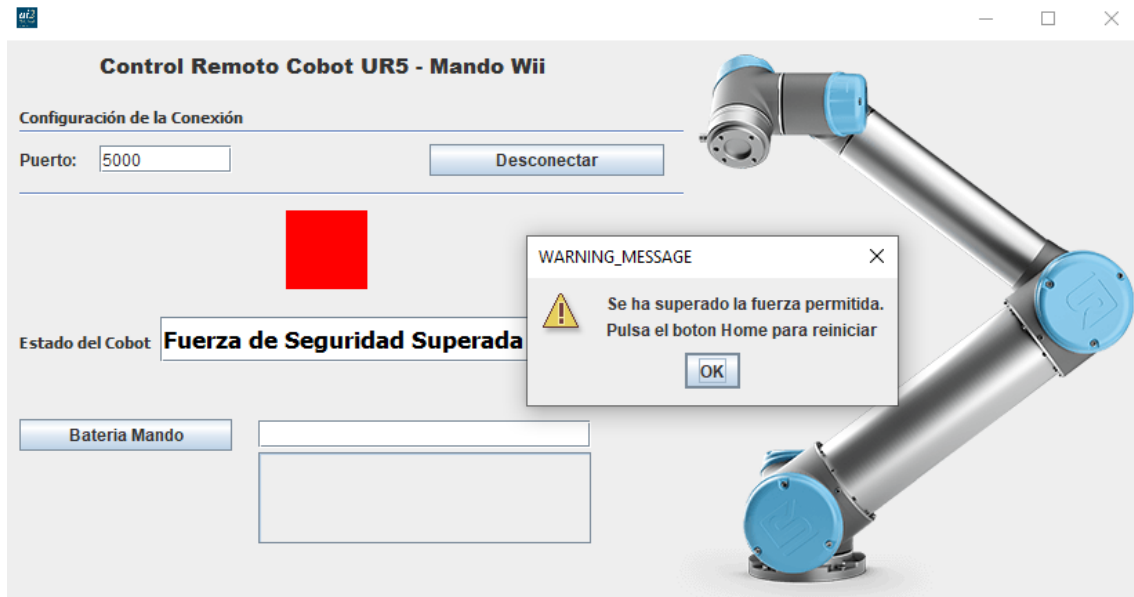 ai2
Control Remoto Cobot UR5 - Mando Wii
Configuración de la Conexión
Puerto: 5000 Desconectar
WARNING_MESSAGE
Se ha superado la fuerza permitida.
Pulsa el boton Home para reiniciar
OK
Estado del Cobot Fuerza de Seguridad Superada
Bateria Mando